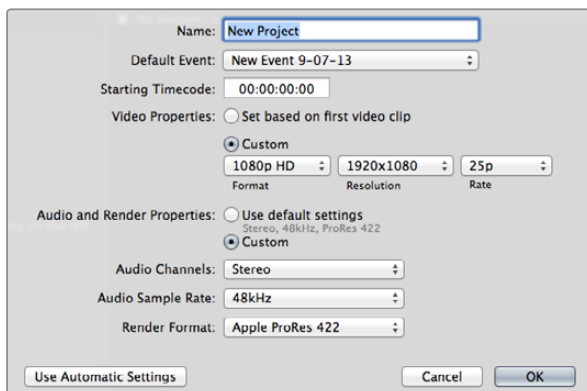 Name: New Project
Default Event: New Event 9-07-13
Starting Timecode: 00:00:00:00
Video Properties: Set based on first video clip
Custom
1080p HD 1920x1080 25p
Format Resolution Rate
Audio and Render Properties: Use default settings
Stereo, 48kHz, ProRes 422
Custom
Audio Channels: Stereo
Audio Sample Rate: 48kHz
Render Format: Apple ProRes 422
Use Automatic Settings Cancel OK